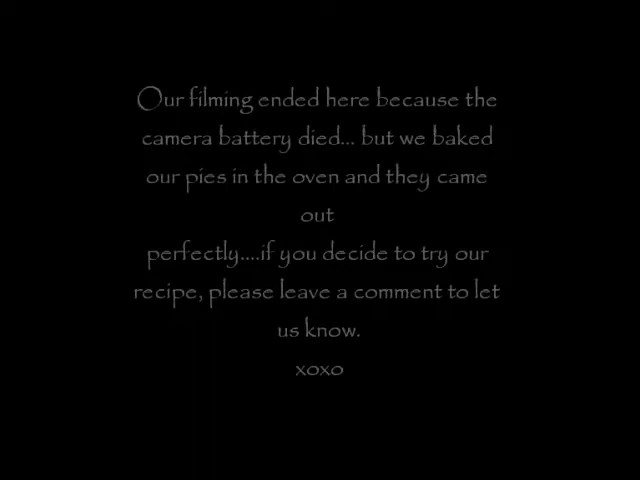 Our filming ended here because the
camera battery died... but we baked
our pies in the oven and they came
out
perfectly....if you decide to try our
recipe, please leave a comment to let
us know.
xoxo